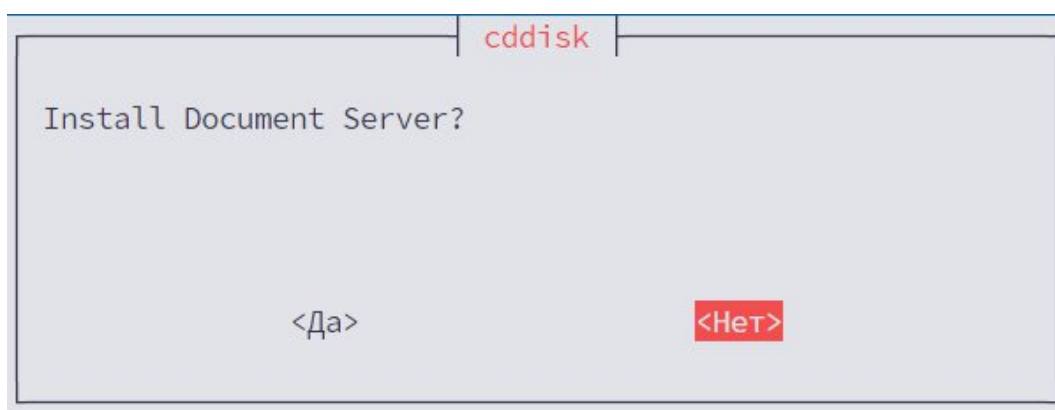 cddisk
Install Document Server?
<Да> <Нет>